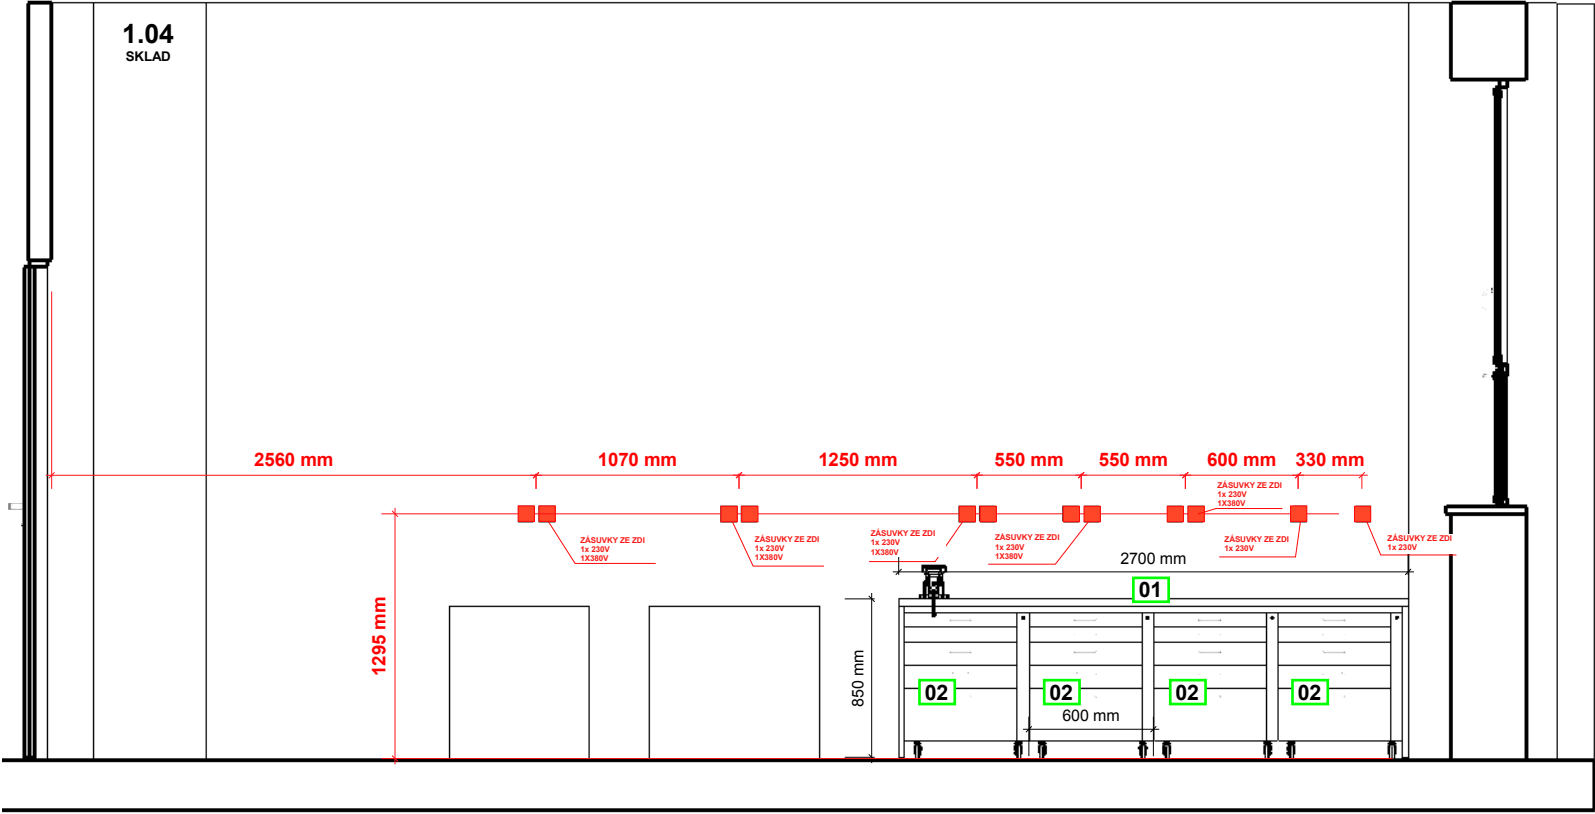 1.04
SKLAD
2560 mm
1070 mm
1250 mm
550 mm
550 mm
600 mm
330 mm
ZÁSUVKY ZE ZDI
1x 230V
1X380V
ZÁSUVKY ZE ZDI
1x 230V
1X380V
ZÁSUVKY ZE ZDI
1x 230V
1X380V
ZÁSUVKY ZE ZDI
1x 230V
1X380V
ZÁSUVKY ZE ZDI
1x 230V
1X380V
ZÁSUVKY ZE ZDI
1x 230V
ZÁSUVKY ZE ZDI
1x 230V
2700 mm
01
1295 mm
850 mm
02
02
02
02
600 mm